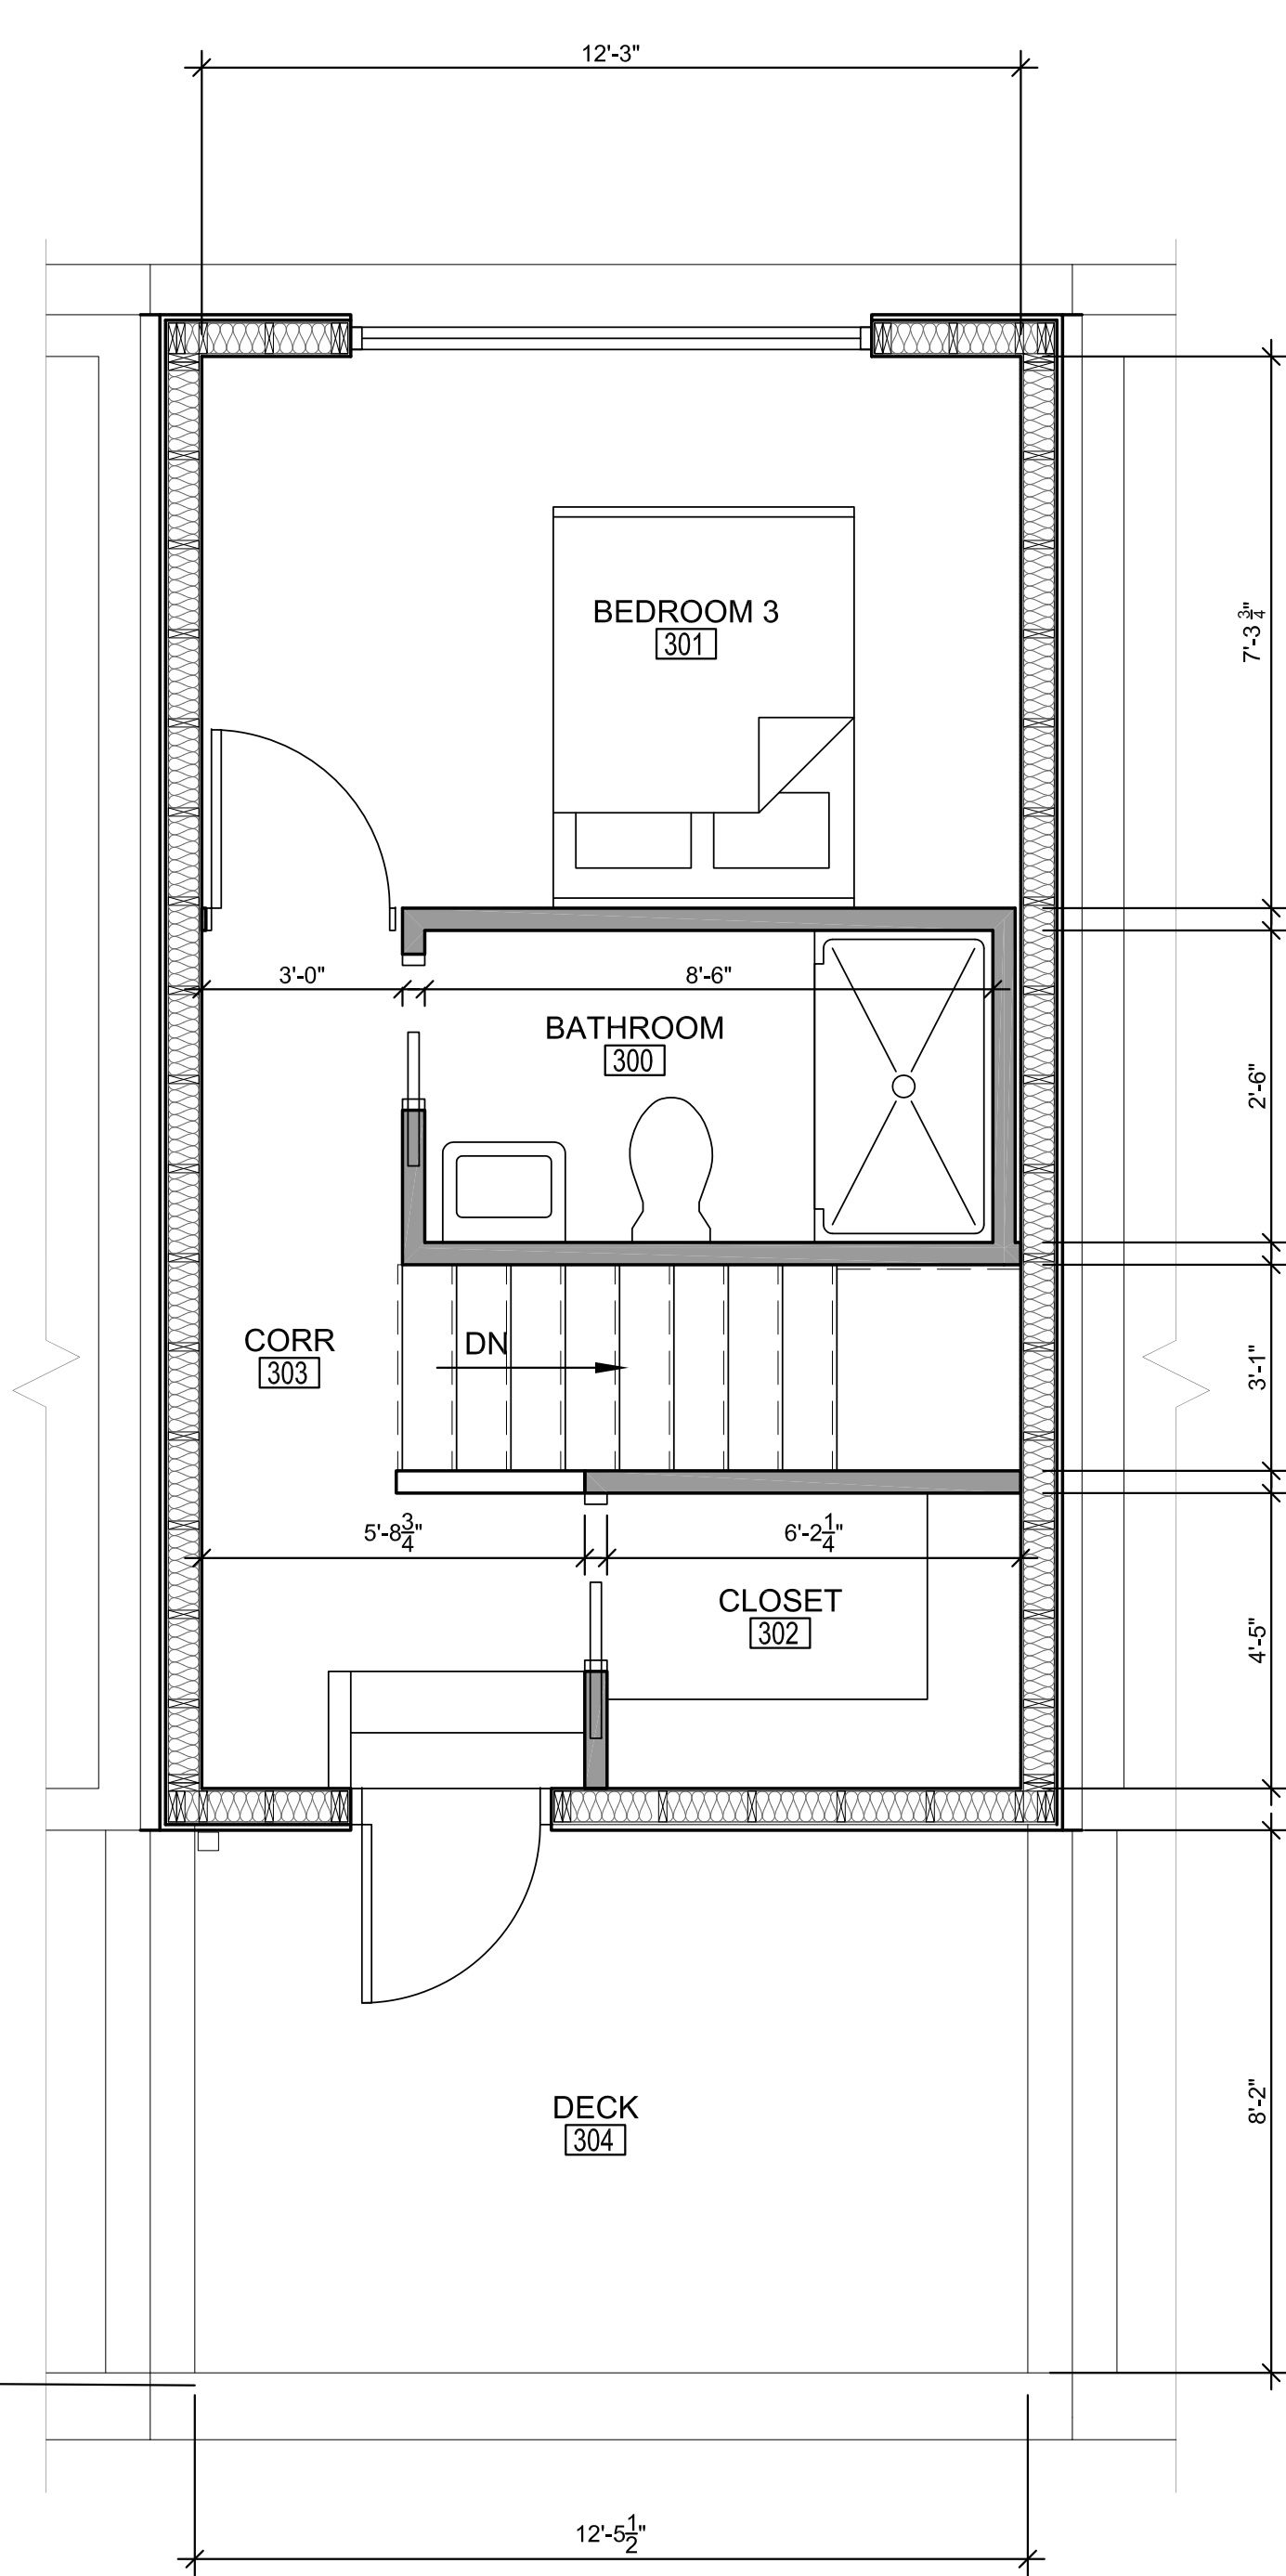 12'-3"
BEDROOM 3
301
7'-3 3/4"
3'-0"
8'-6"
BATHROOM
300
2'-6"
CORR
303
DN
3'-1"
5'-8 3/4"
6'-2 1/4"
CLOSET
302
4'-5"
DECK
304
8'-2"
12'-5 1/2"